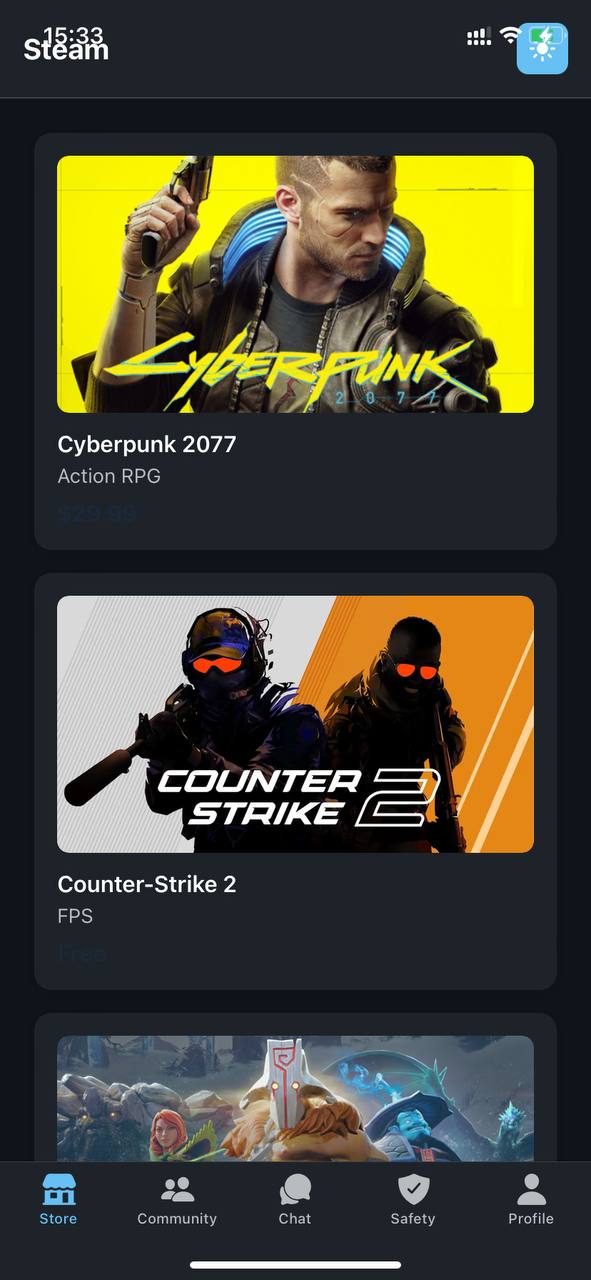 15:33
Steam
CYBERPUNK
2077
Cyberpunk 2077
Action RPG
$29.99
COUNTER
STRIKE 2
Counter-Strike 2
FPS
Free
Store
Community
Chat
Safety
Profile